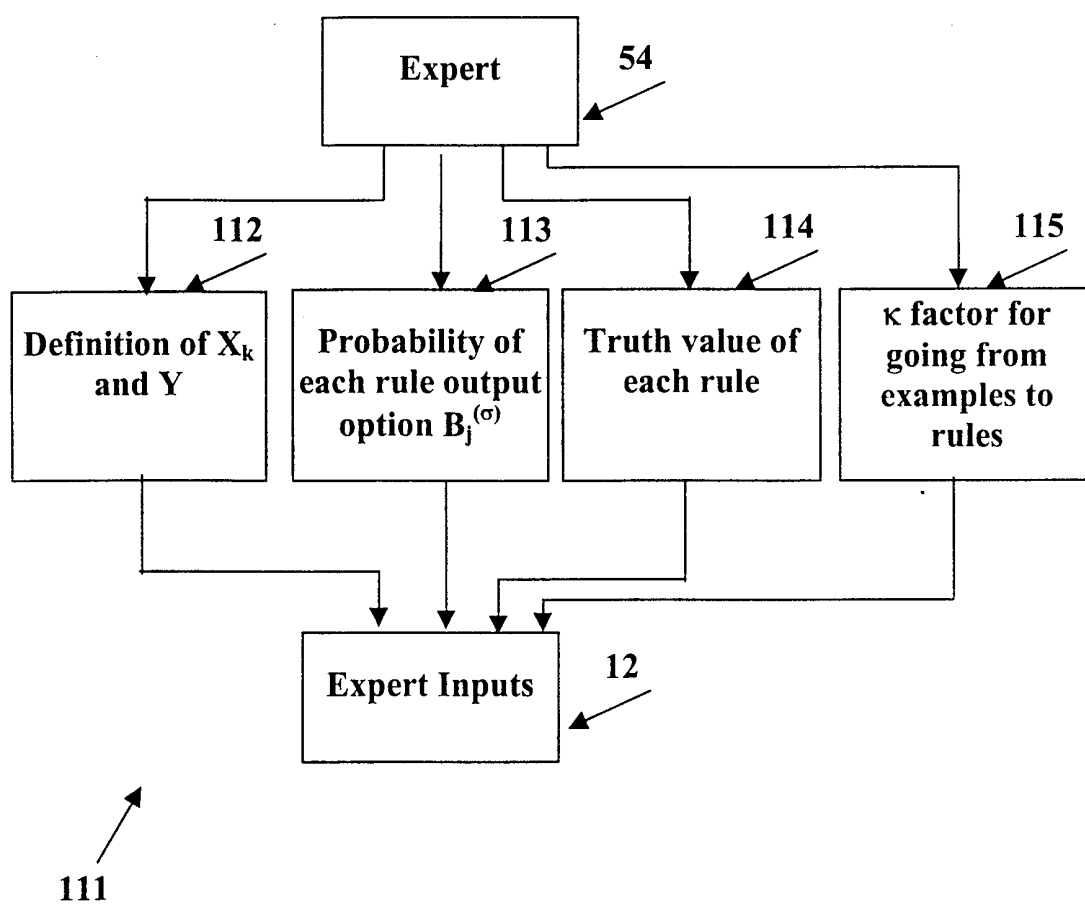 Expert
54
112
113
114
115
Definition of Xₖ
and Y
Probability of
each rule output
option Bⱼ⁽σ⁾
Truth value of
each rule
κ factor for
going from
examples to
rules
Expert Inputs
12
111